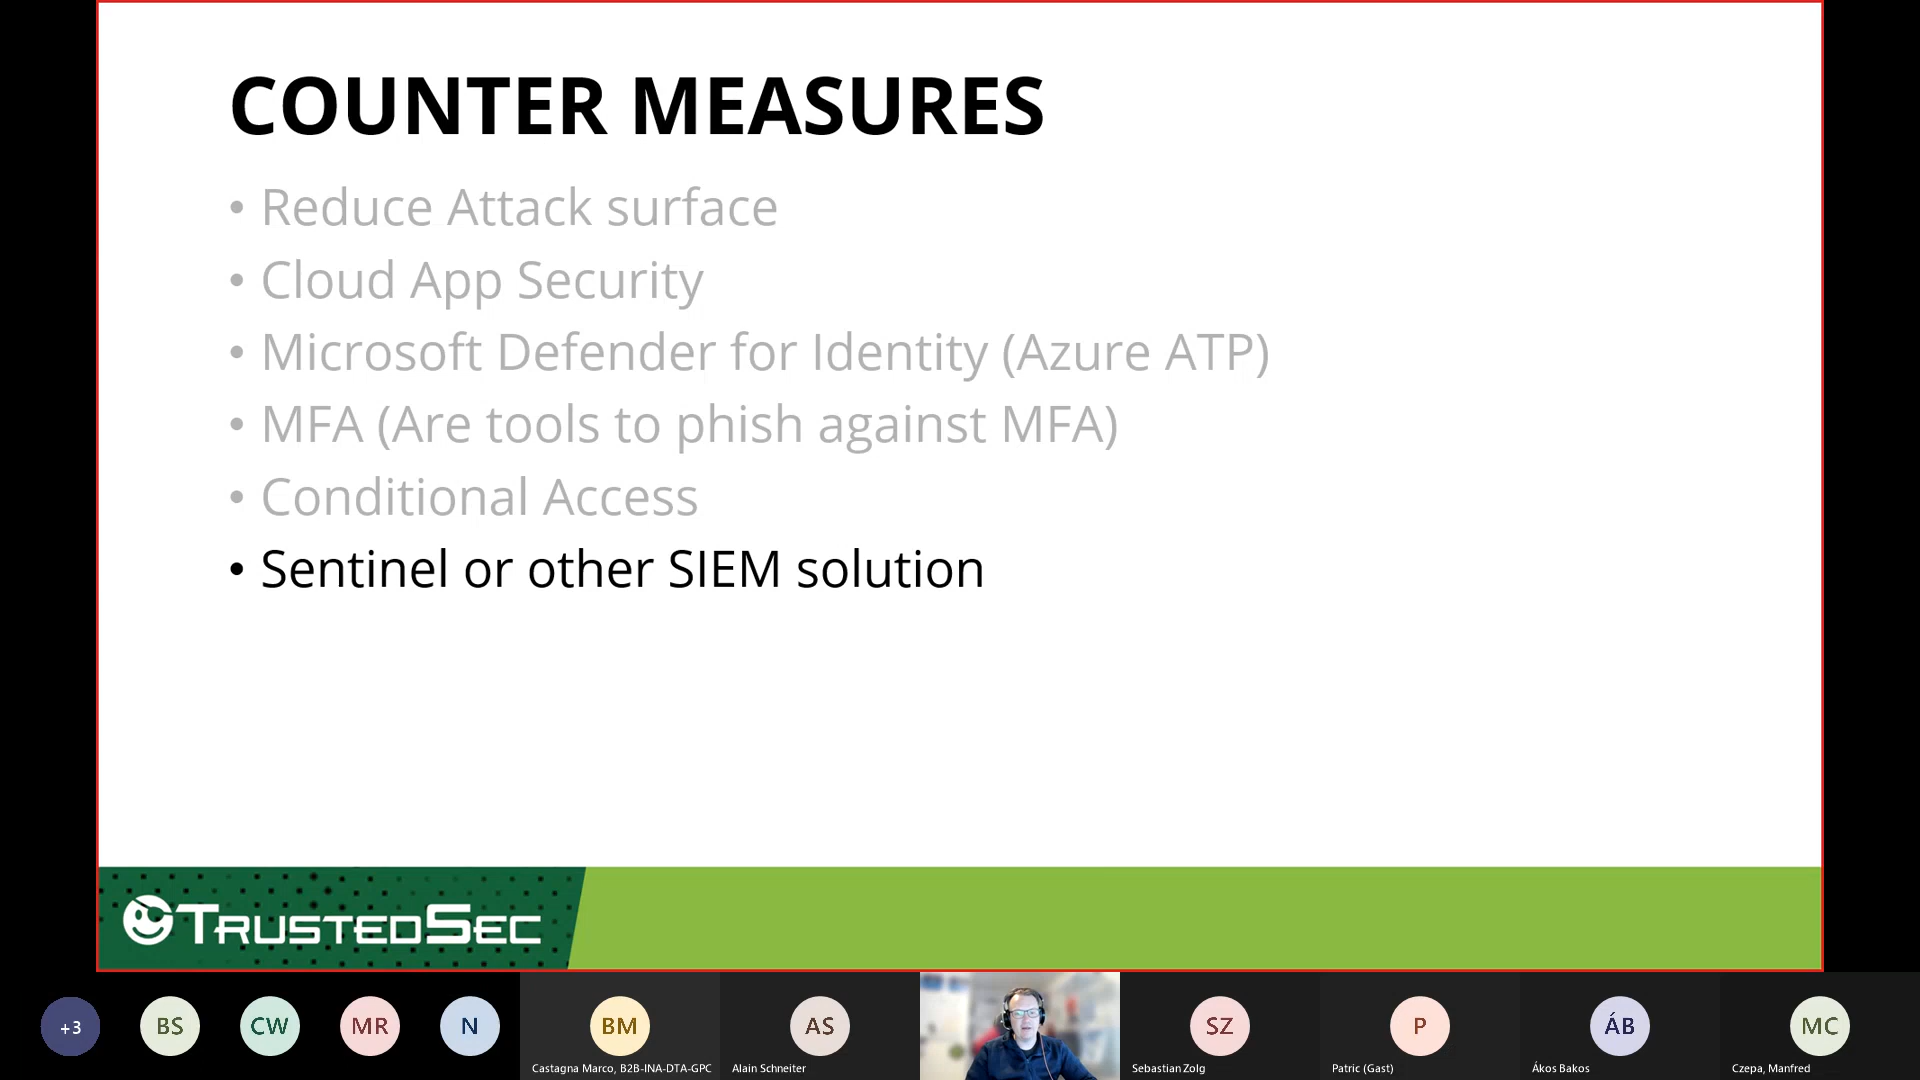 COUNTER MEASURES
• Reduce Attack surface
• Cloud App Security
• Microsoft Defender for Identity (Azure ATP)
• MFA (Are tools to phish against MFA)
• Conditional Access
• Sentinel or other SIEM solution
TRUSTEDSEC
+3
BS
CW
MR
N
BM
Castagna Marco, B2B-INA-DTA-GPC
AS
Alain Schneiter
SZ
Sebastian Zolg
P
Patric (Gast)
ÁB
Ákos Bakos
MC
Czepa, Manfred